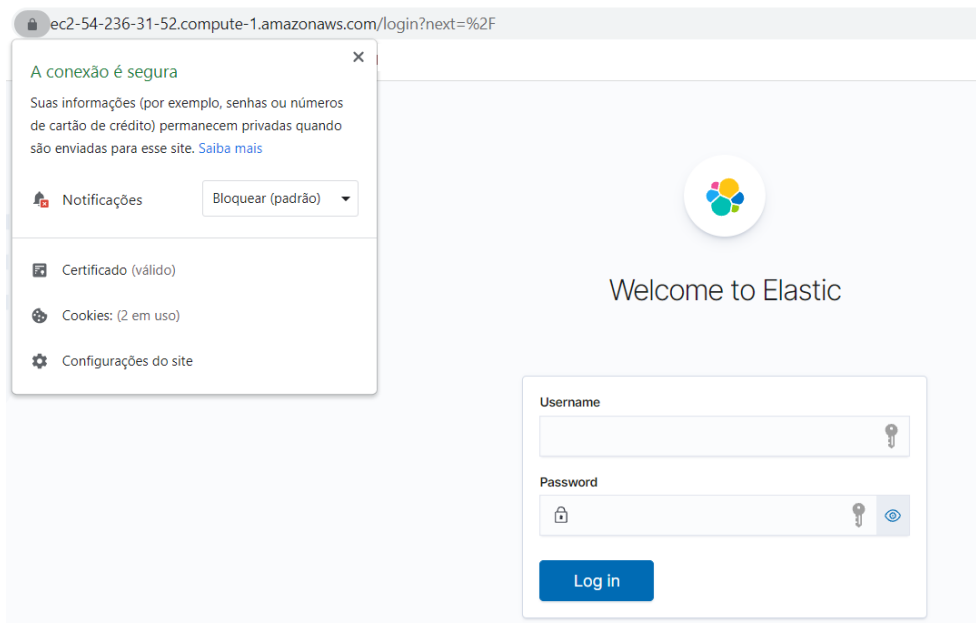 ec2-54-236-31-52.compute-1.amazonaws.com/login?next=%2F
A conexão é segura
Suas informações (por exemplo, senhas ou números
de cartão de crédito) permanecem privadas quando
são enviadas para esse site. Saiba mais
Notificações
Bloquear (padrão)
Certificado (válido)
Cookies: (2 em uso)
Configurações do site
Welcome to Elastic
Username
Password
Log in